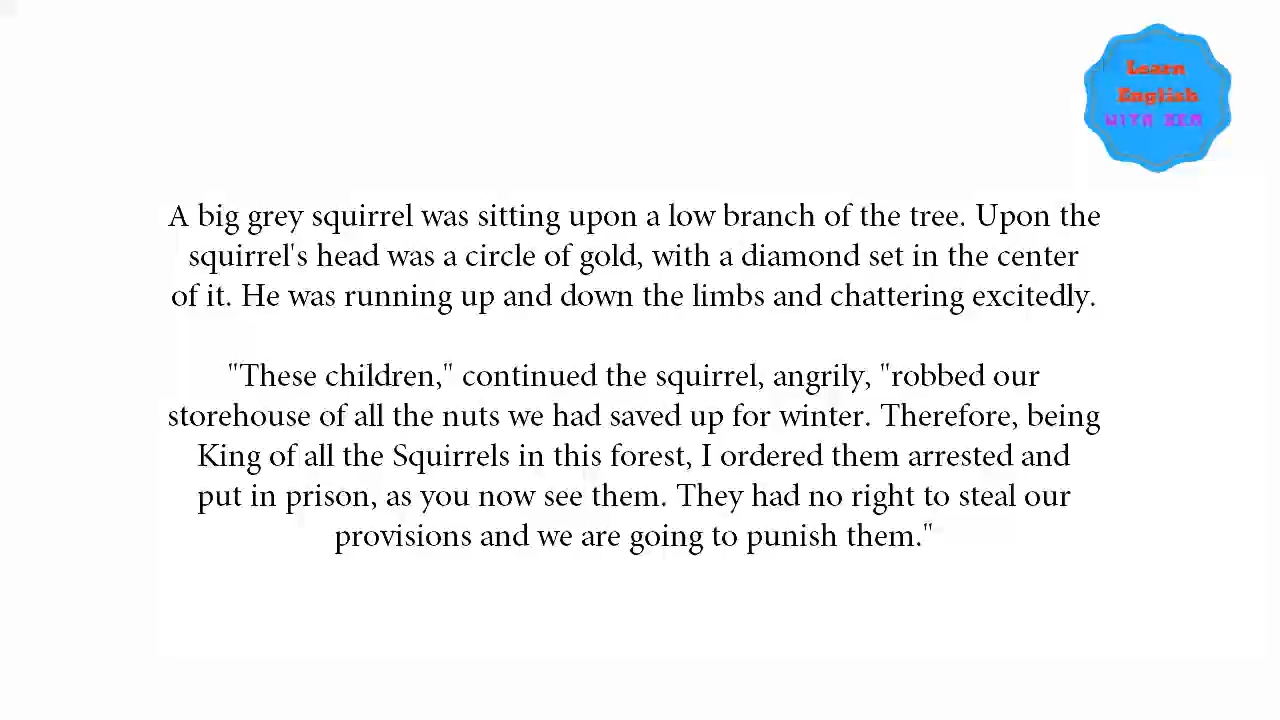 Learn
English
A big grey squirrel was sitting upon a low branch of the tree. Upon the
squirrel's head was a circle of gold, with a diamond set in the center
of it. He was running up and down the limbs and chattering excitedly.
"These children," continued the squirrel, angrily, "robbed our
storehouse of all the nuts we had saved up for winter. Therefore, being
King of all the Squirrels in this forest, I ordered them arrested and
put in prison, as you now see them. They had no right to steal our
provisions and we are going to punish them."